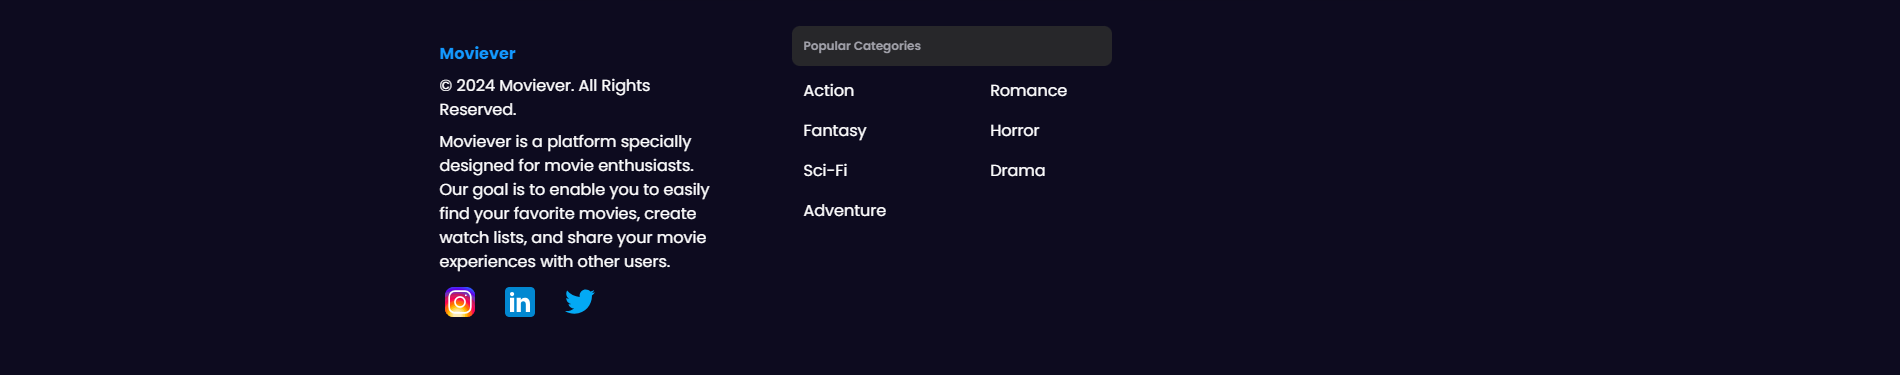 Moviever
© 2024 Moviever. All Rights
Reserved.
Moviever is a platform specially
designed for movie enthusiasts.
Our goal is to enable you to easily
find your favorite movies, create
watch lists, and share your movie
experiences with other users.
in
Popular Categories
Action
Romance
Fantasy
Horror
Sci-Fi
Drama
Adventure